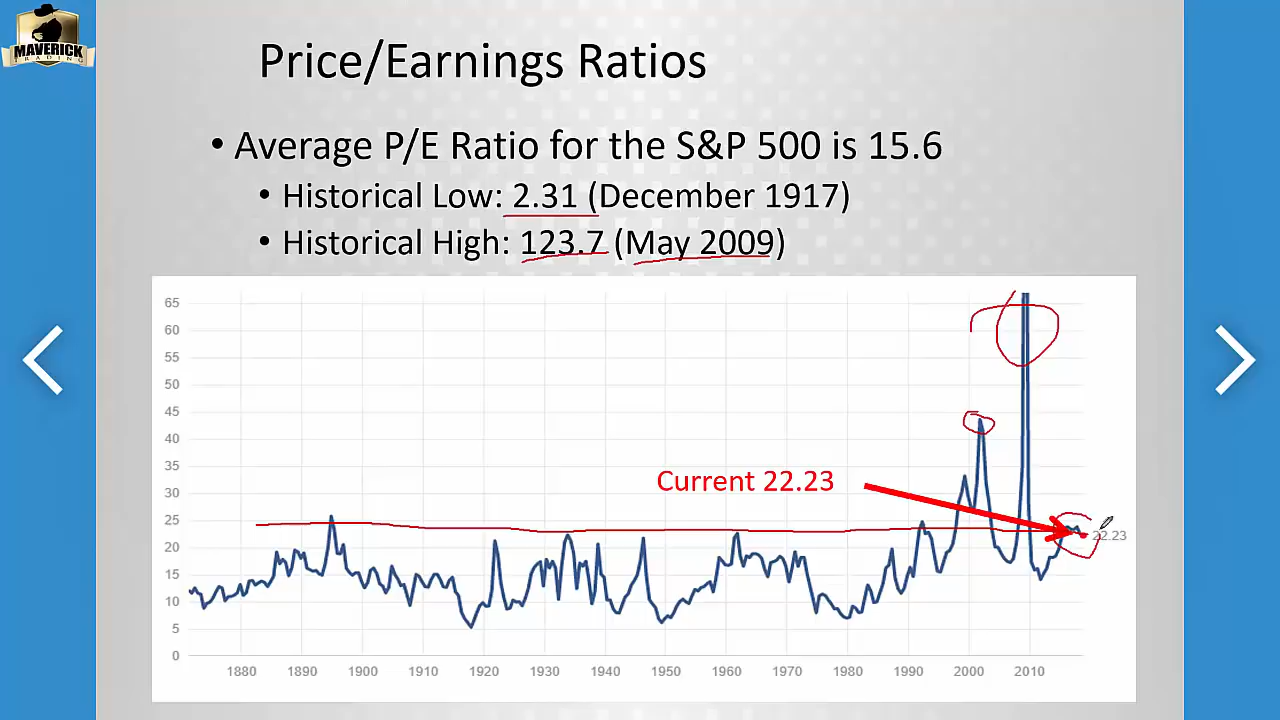 MAVERICK
TRADING
Price/Earnings Ratios
• Average P/E Ratio for the S&P 500 is 15.6
• Historical Low: 2.31 (December 1917)
• Historical High: 123.7 (May 2009)
65
60
55
50
45
40
35
30
25
20
15
10
5
0
Current 22.23
22.23
1880 1890 1900 1910 1920 1930 1940 1950 1960 1970 1980 1990 2000 2010